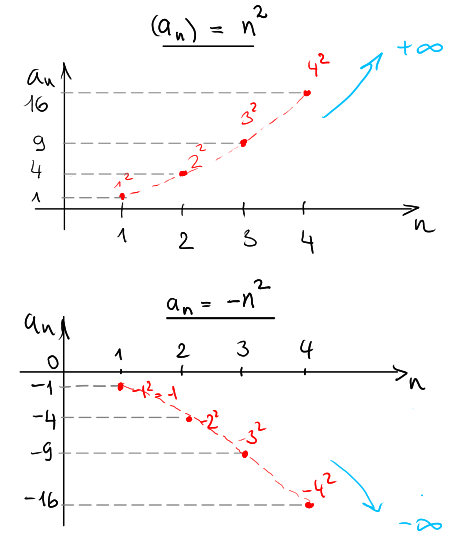 (aₙ) = n²
aₙ
+∞
4²
16
3²
9
2²
4
1²
1
1 2 3 4 n
aₙ = -n²
aₙ
0 1 2 3 4
n
-1 -1² = -1
-4 -2²
-3²
-9
-4²
-16
-∞